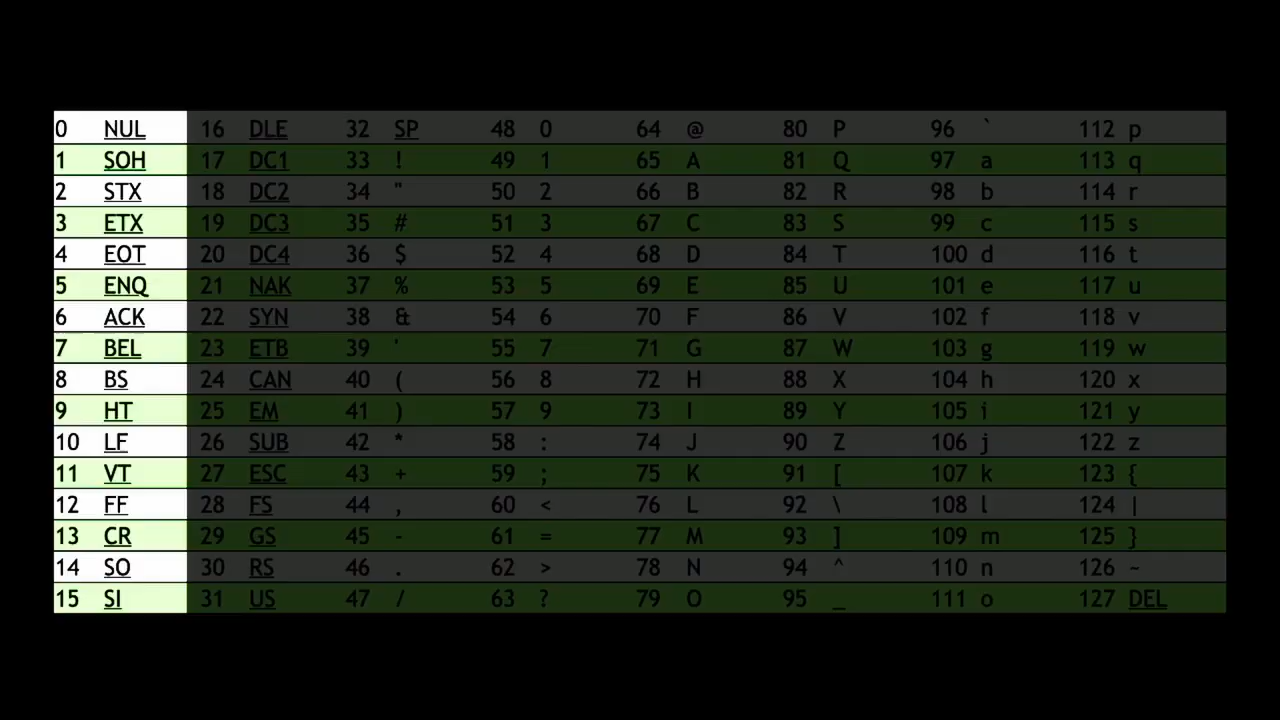 0 NUL 16 DLE 32 SP 48 0 64 @ 80 P 96 ` 112 p
1 SOH 17 DC1 33 ! 49 1 65 A 81 Q 97 a 113 q
2 STX 18 DC2 34 " 50 2 66 B 82 R 98 b 114 r
3 ETX 19 DC3 35 # 51 3 67 C 83 S 99 c 115 s
4 EOT 20 DC4 36 $ 52 4 68 D 84 T 100 d 116 t
5 ENQ 21 NAK 37 % 53 5 69 E 85 U 101 e 117 u
6 ACK 22 SYN 38 & 54 6 70 F 86 V 102 f 118 v
7 BEL 23 ETB 39 ' 55 7 71 G 87 W 103 g 119 w
8 BS 24 CAN 40 ( 56 8 72 H 88 X 104 h 120 x
9 HT 25 EM 41 ) 57 9 73 I 89 Y 105 i 121 y
10 LF 26 SUB 42 * 58 : 74 J 90 Z 106 j 122 z
11 VT 27 ESC 43 + 59 ; 75 K 91 [ 107 k 123 {
12 FF 28 FS 44 , 60 < 76 L 92 \ 108 l 124 |
13 CR 29 GS 45 - 61 = 77 M 93 ] 109 m 125 }
14 SO 30 RS 46 . 62 > 78 N 94 ^ 110 n 126 ~
15 SI 31 US 47 / 63 ? 79 O 95 _ 111 o 127 DEL